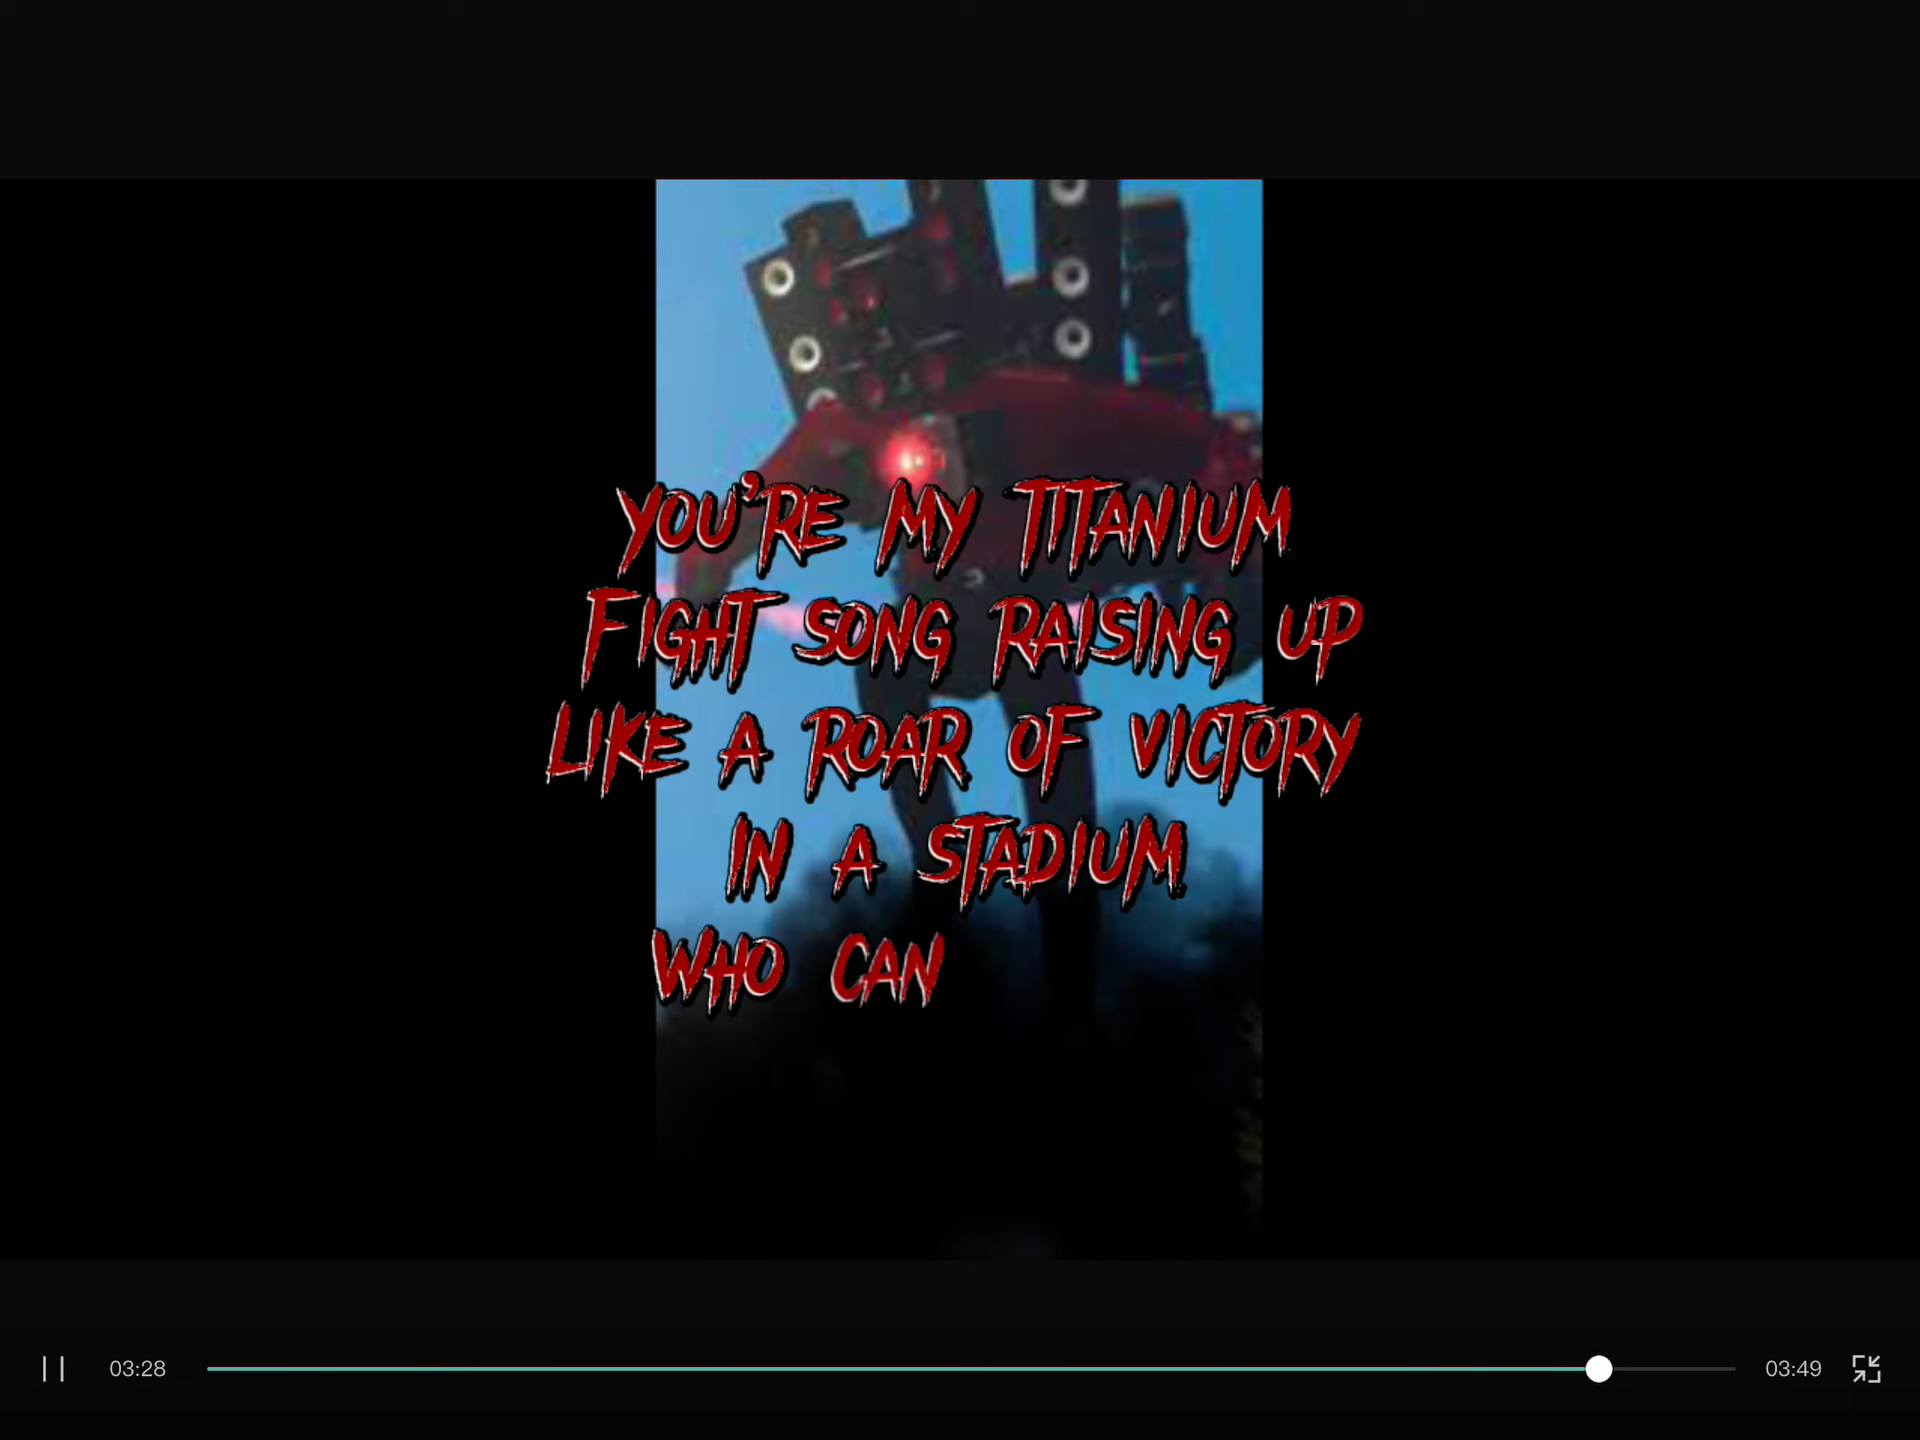 YOU'RE MY TITANIUM
FIGHT SONG RAISING UP
LIKE A ROAR OF VICTORY
IN A STADIUM
WHO CAN
03:28
03:49